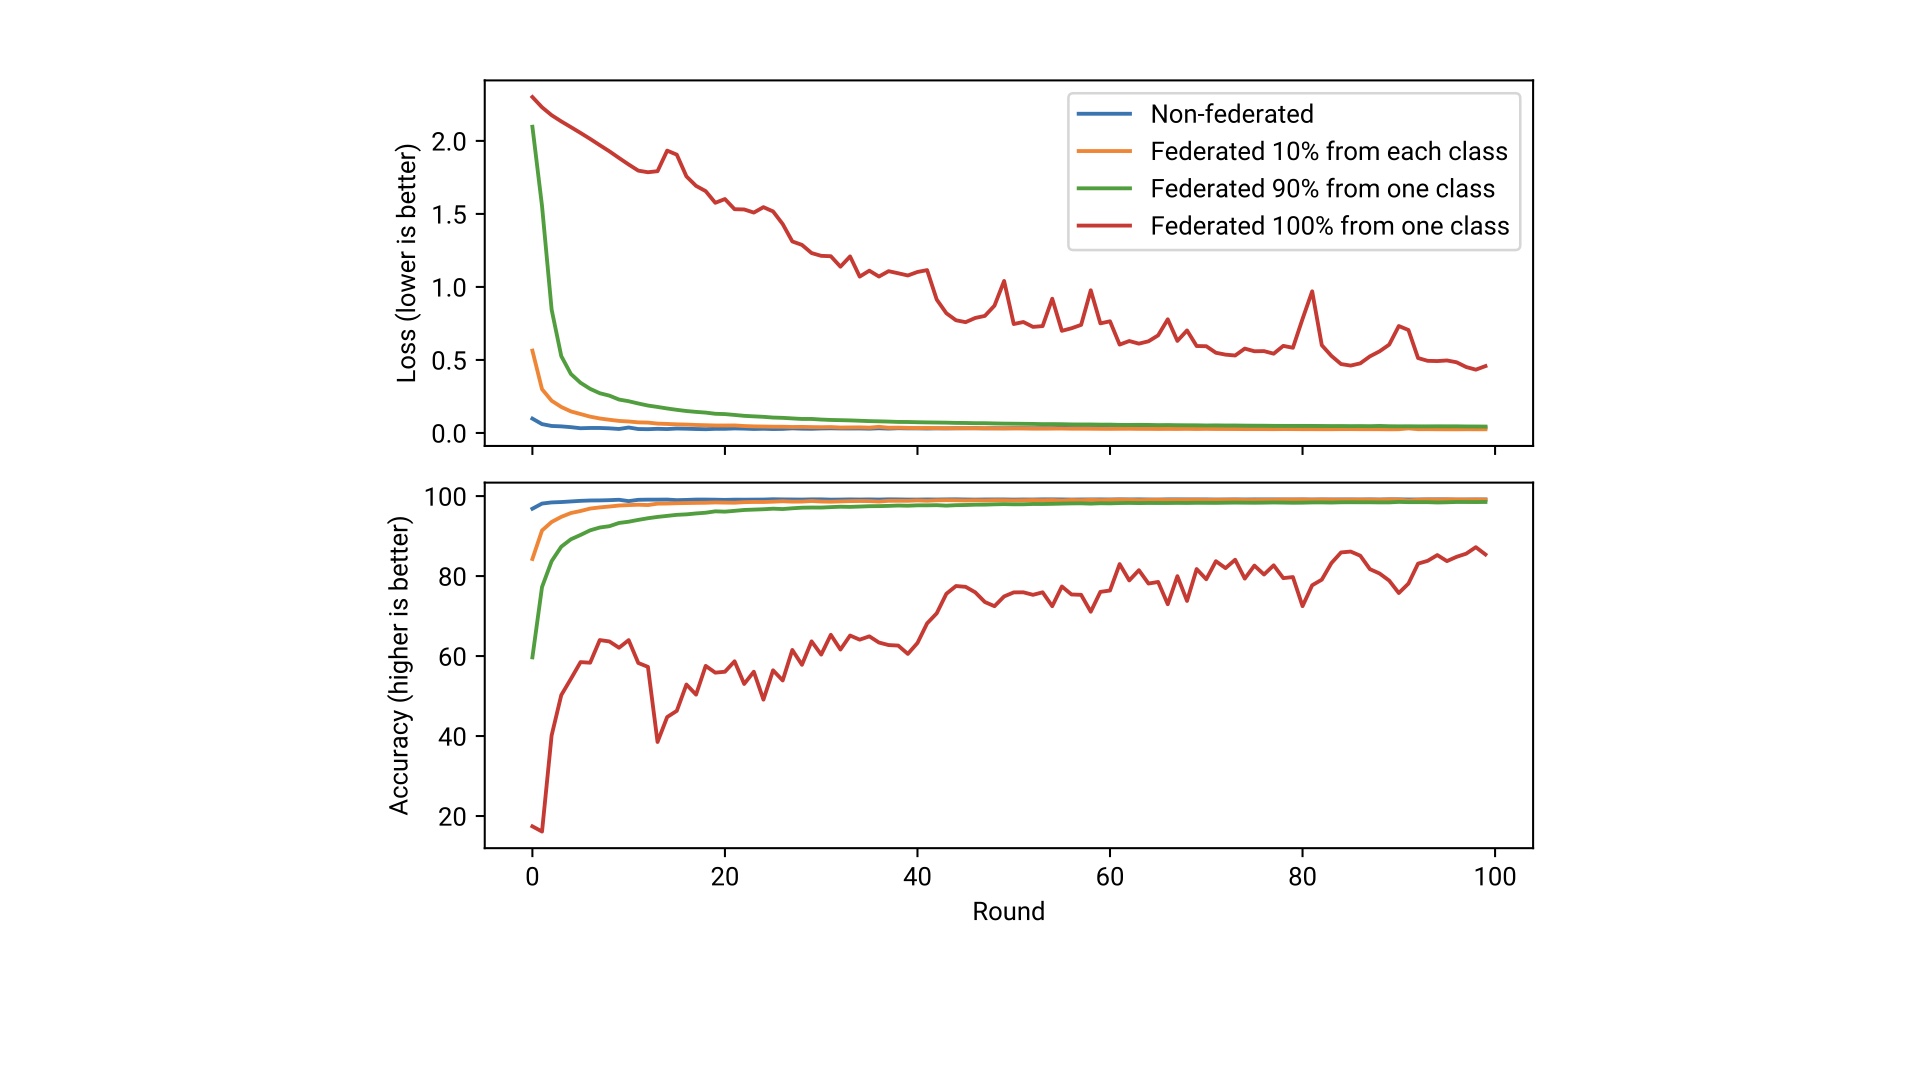 Loss (lower is better)
2.0
1.5
1.0
0.5
0.0
Non-federated
Federated 10% from each class
Federated 90% from one class
Federated 100% from one class
Accuracy (higher is better)
100
80
60
40
20
0 20 40 60 80 100
Round